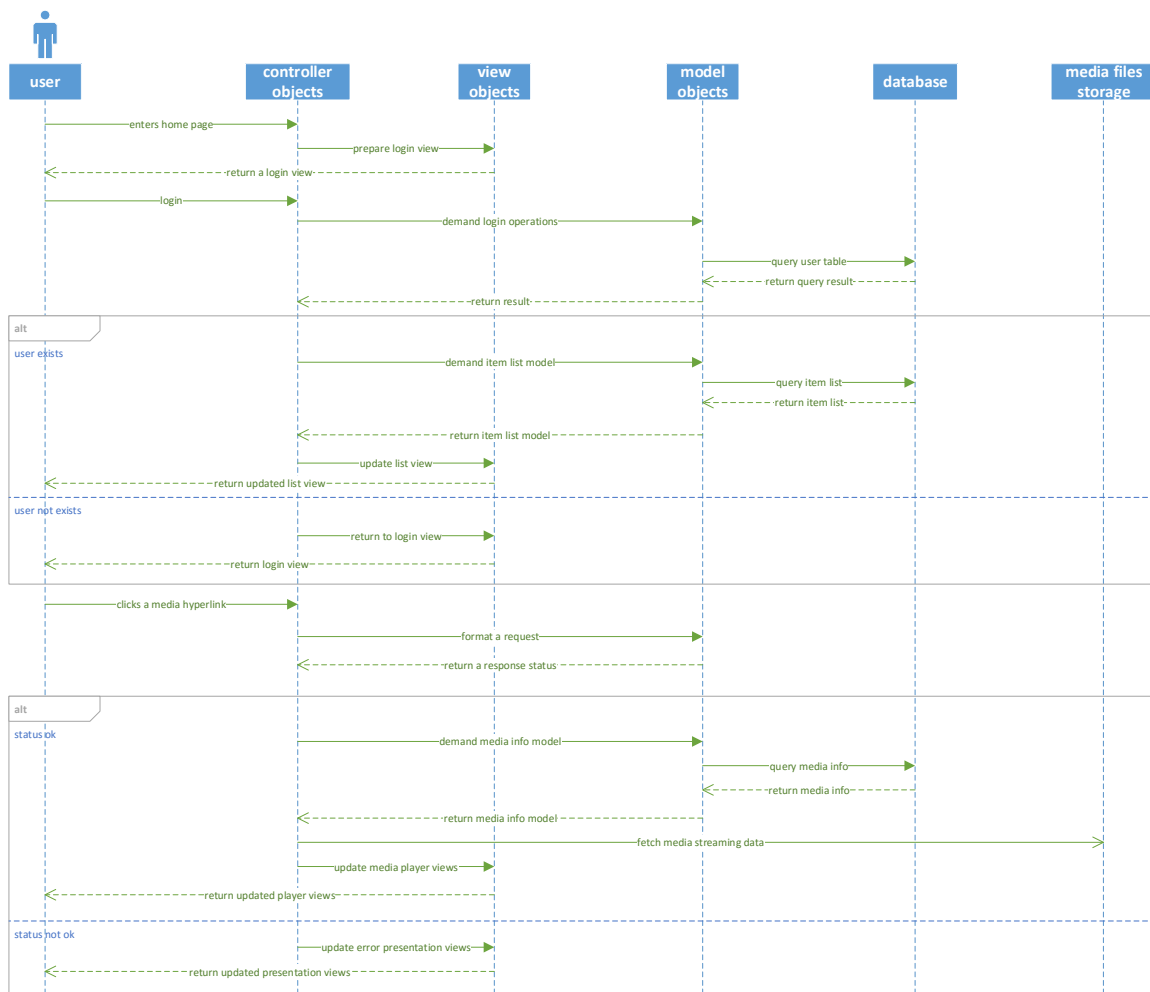 user
controller
objects
view
objects
model
objects
database
media files
storage
enters home page
prepare login view
return a login view
login
demand login operations
query user table
return query result
return result
alt
user exists
demand item list model
query item list
return item list
return item list model
update list view
return updated list view
user not exists
return to login view
return login view
clicks a media hyperlink
format a request
return a response status
alt
status ok
demand media info model
query media info
return media info
return media info model
fetch media streaming data
update media player views
return updated player views
status not ok
update error presentation views
return updated presentation views